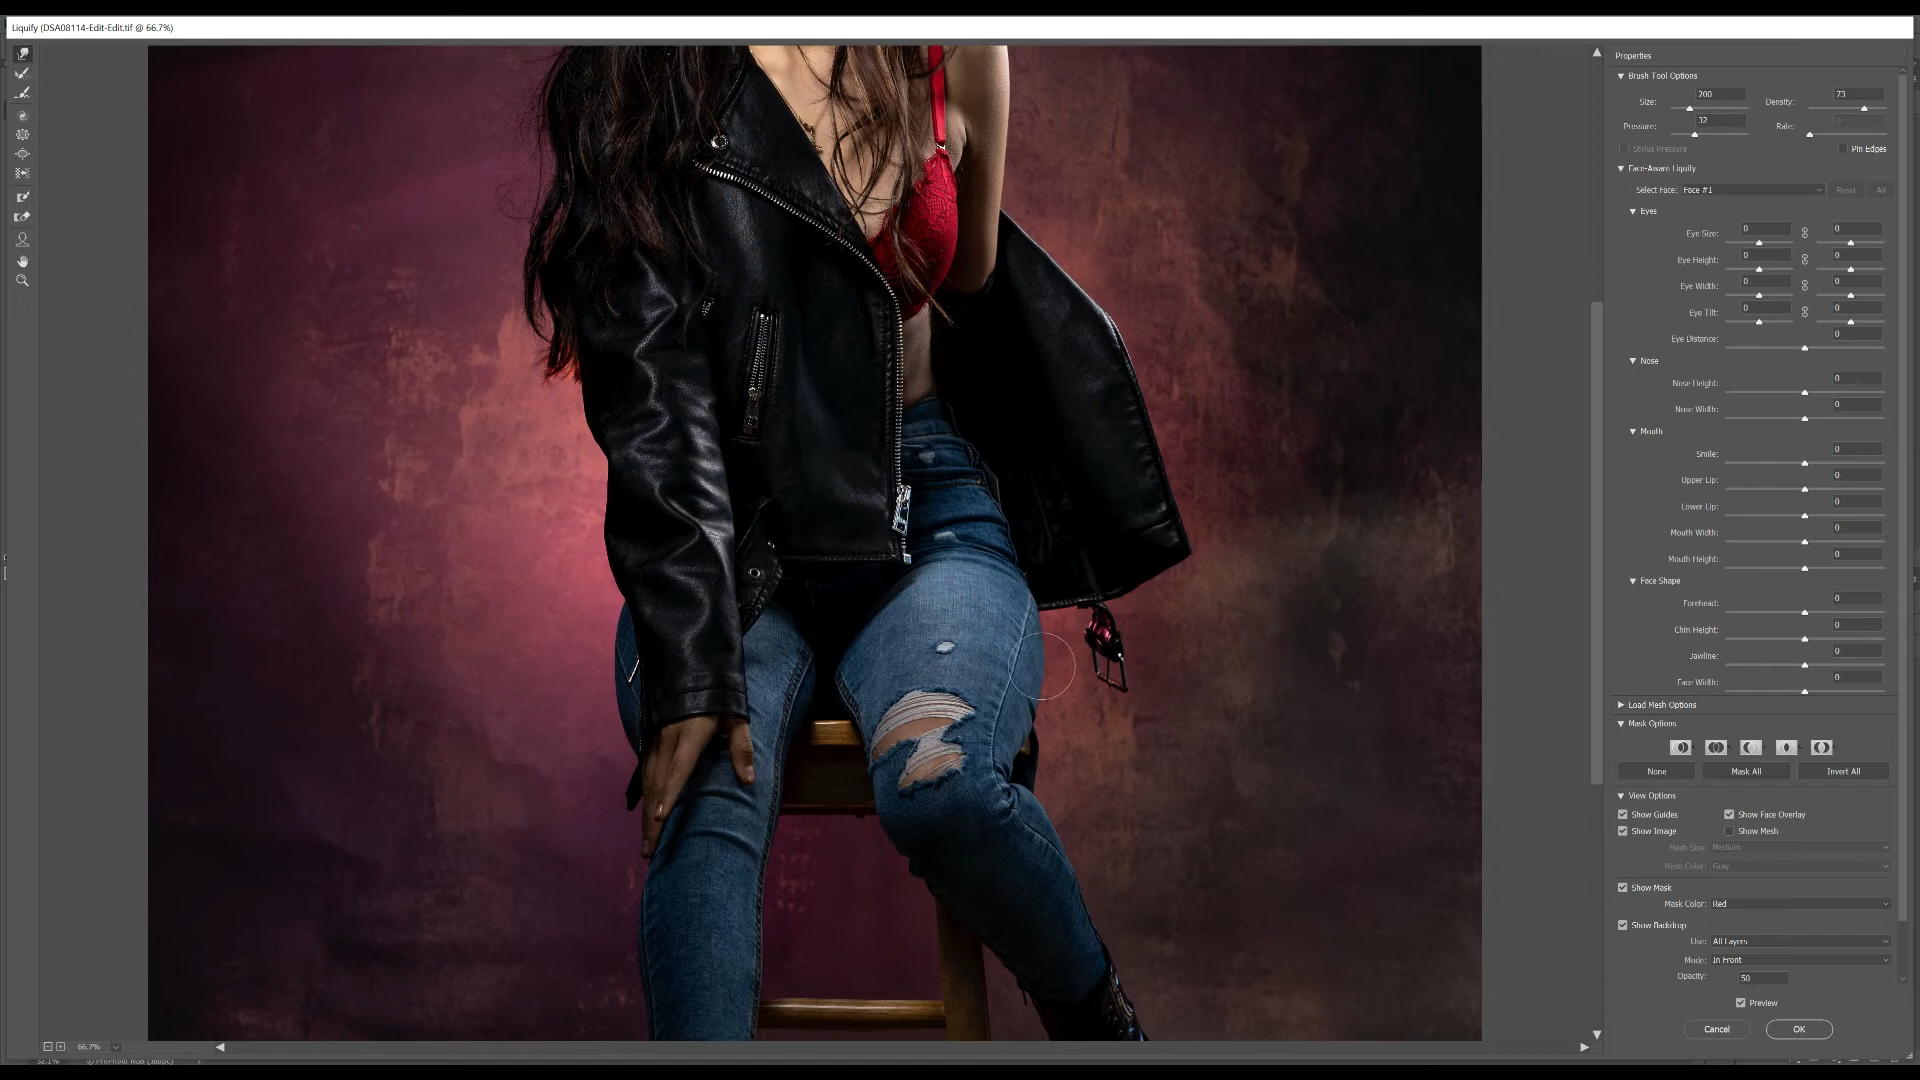 Liquify (DSA08114-Edit-Edit.tif @ 66.7%)
Properties
Brush Tool Options
Size: 200 Density: 73
Pressure: 32 Rate: 0
Stylus Pressure Pin Edges
Face-Aware Liquify
Select Face: Face #1 Reset All
Eyes
Eye Size: 0 0
Eye Height: 0 0
Eye Width: 0 0
Eye Tilt: 0 0
Eye Distance: 0
Nose
Nose Height: 0
Nose Width: 0
Mouth
Smile: 0
Upper Lip: 0
Lower Lip: 0
Mouth Width: 0
Mouth Height: 0
Face Shape
Forehead: 0
Chin Height: 0
Jawline: 0
Face Width: 0
Load Mesh Options
Mask Options
None Mask All Invert All
View Options
Show Guides Show Face Overlay
Show Image Show Mesh
Mesh Size: Medium
Mesh Color: Gray
Show Mask
Mask Color: Red
Show Backdrop
Use: All Layers
Mode: In Front
Opacity: 50
Preview
Cancel OK
66.7%